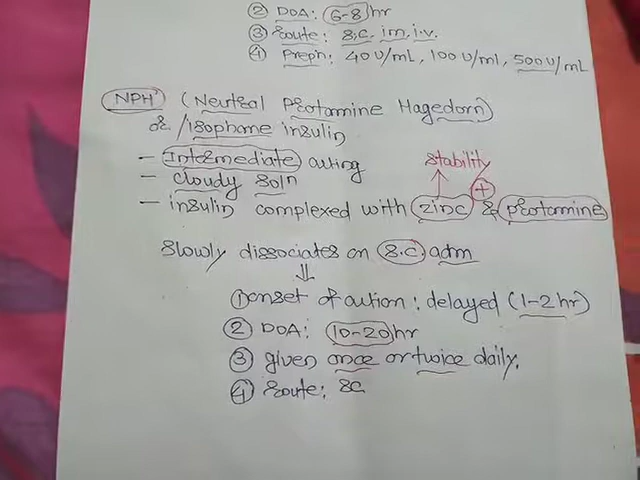 ② DOA: 6-8 hr
③ Route: s.c, im, i.v.
④ Prepn: 40 U/mL, 100 U/mL, 500 U/mL
NPH (Neutral Protamine Hagedorn)
or /isophane insulin
- Intermediate acting
stability
- cloudy soln
+
- insulin complexed with zinc & protamine
slowly dissociates on s.c. adm
⇓
① onset of action: delayed (1-2 hr)
② DOA: 10-20 hr
③ given once or twice daily.
④ Route: SC